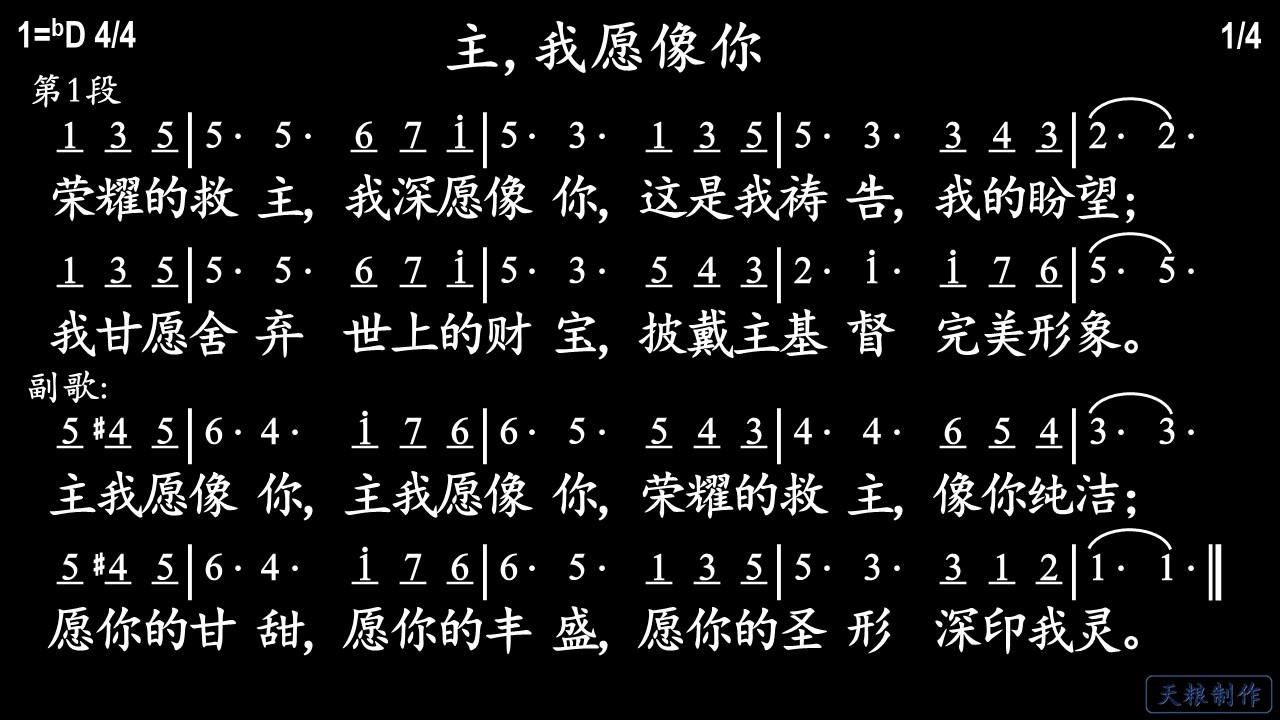 1=ᵇD 4/4
主,我愿像你
1/4
第1段
1 3 5 | 5· 5· 6 7 i | 5· 3· 1 3 5 | 5· 3· 3 4 3 | 2· 2·
荣耀的救 主, 我深愿像 你, 这是我祷 告, 我的盼望;
1 3 5 | 5· 5· 6 7 i | 5· 3· 5 4 3 | 2· i· i 7 6 | 5· 5·
我甘愿舍 弃 世上的财 宝, 披戴主基 督 完美形象。
副歌:
5 #4 5 | 6· 4· i 7 6 | 6· 5· 5 4 3 | 4· 4· 6 5 4 | 3· 3·
主我愿像 你, 主我愿像 你, 荣耀的救 主, 像你纯洁;
5 #4 5 | 6· 4· i 7 6 | 6· 5· 1 3 5 | 5· 3· 3 1 2 | 1· 1· ‖
愿你的甘 甜, 愿你的丰 盛, 愿你的圣 形 深印我灵。
天粮制作